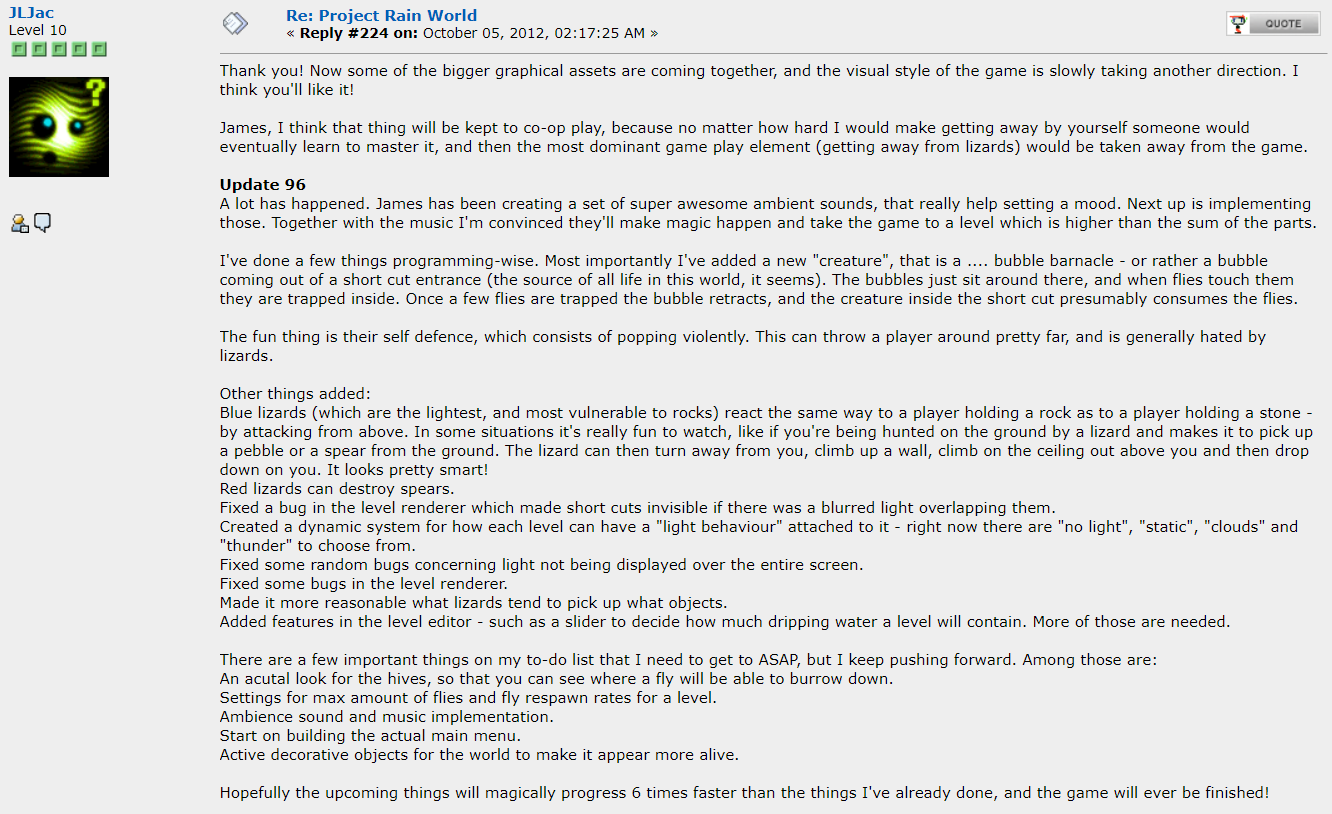 JLJac
Level 10
Re: Project Rain World
« Reply #224 on: October 05, 2012, 02:17:25 AM »
QUOTE
?
Thank you! Now some of the bigger graphical assets are coming together, and the visual style of the game is slowly taking another direction. I
think you'll like it!
James, I think that thing will be kept to co-op play, because no matter how hard I would make getting away by yourself someone would
eventually learn to master it, and then the most dominant game play element (getting away from lizards) would be taken away from the game.
Update 96
A lot has happened. James has been creating a set of super awesome ambient sounds, that really help setting a mood. Next up is implementing
those. Together with the music I'm convinced they'll make magic happen and take the game to a level which is higher than the sum of the parts.
I've done a few things programming-wise. Most importantly I've added a new "creature", that is a .... bubble barnacle - or rather a bubble
coming out of a short cut entrance (the source of all life in this world, it seems). The bubbles just sit around there, and when flies touch them
they are trapped inside. Once a few flies are trapped the bubble retracts, and the creature inside the short cut presumably consumes the flies.
The fun thing is their self defence, which consists of popping violently. This can throw a player around pretty far, and is generally hated by
lizards.
Other things added:
Blue lizards (which are the lightest, and most vulnerable to rocks) react the same way to a player holding a rock as to a player holding a stone -
by attacking from above. In some situations it's really fun to watch, like if you're being hunted on the ground by a lizard and makes it to pick up
a pebble or a spear from the ground. The lizard can then turn away from you, climb up a wall, climb on the ceiling out above you and then drop
down on you. It looks pretty smart!
Red lizards can destroy spears.
Fixed a bug in the level renderer which made short cuts invisible if there was a blurred light overlapping them.
Created a dynamic system for how each level can have a "light behaviour" attached to it - right now there are "no light", "static", "clouds" and
"thunder" to choose from.
Fixed some random bugs concerning light not being displayed over the entire screen.
Fixed some bugs in the level renderer.
Made it more reasonable what lizards tend to pick up what objects.
Added features in the level editor - such as a slider to decide how much dripping water a level will contain. More of those are needed.
There are a few important things on my to-do list that I need to get to ASAP, but I keep pushing forward. Among those are:
An acutal look for the hives, so that you can see where a fly will be able to burrow down.
Settings for max amount of flies and fly respawn rates for a level.
Ambience sound and music implementation.
Start on building the actual main menu.
Active decorative objects for the world to make it appear more alive.
Hopefully the upcoming things will magically progress 6 times faster than the things I've already done, and the game will ever be finished!